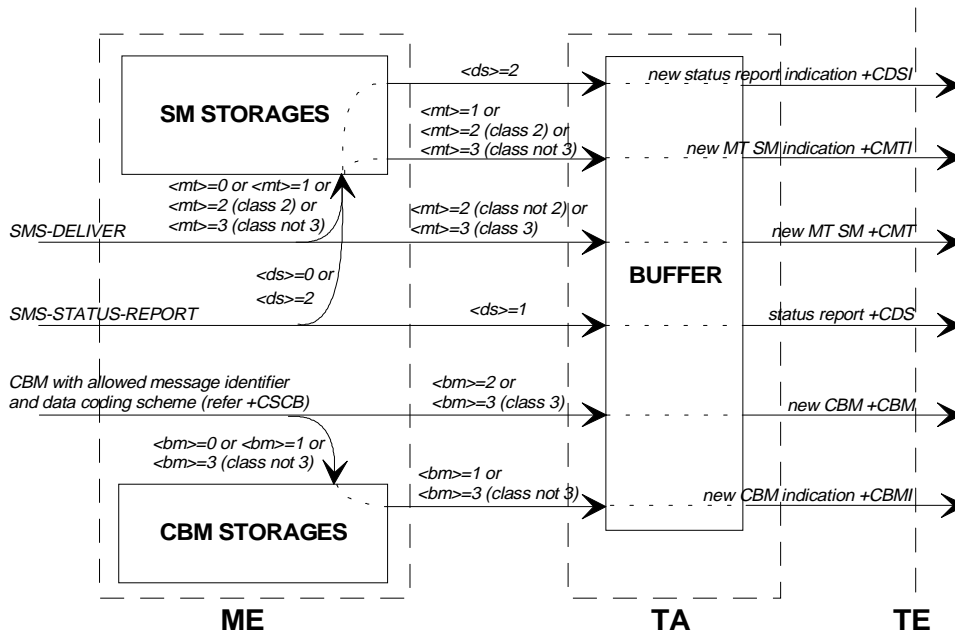 <ds>=2
new status report indication +CDSI
SM STORAGES
<mt>=1 or
<mt>=2 (class 2) or
<mt>=3 (class not 3)
new MT SM indication +CMTI
<mt>=0 or <mt>=1 or
<mt>=2 (class 2) or
<mt>=3 (class not 3)
SMS-DELIVER
<mt>=2 (class not 2) or
<mt>=3 (class 3)
new MT SM +CMT
BUFFER
<ds>=0 or
<ds>=2
SMS-STATUS-REPORT
<ds>=1
status report +CDS
CBM with allowed message identifier
and data coding scheme (refer +CSCB)
<bm>=2 or
<bm>=3 (class 3)
new CBM +CBM
<bm>=0 or <bm>=1 or
<bm>=3 (class not 3)
<bm>=1 or
<bm>=3 (class not 3)
new CBM indication +CBMI
CBM STORAGES
ME
TA
TE